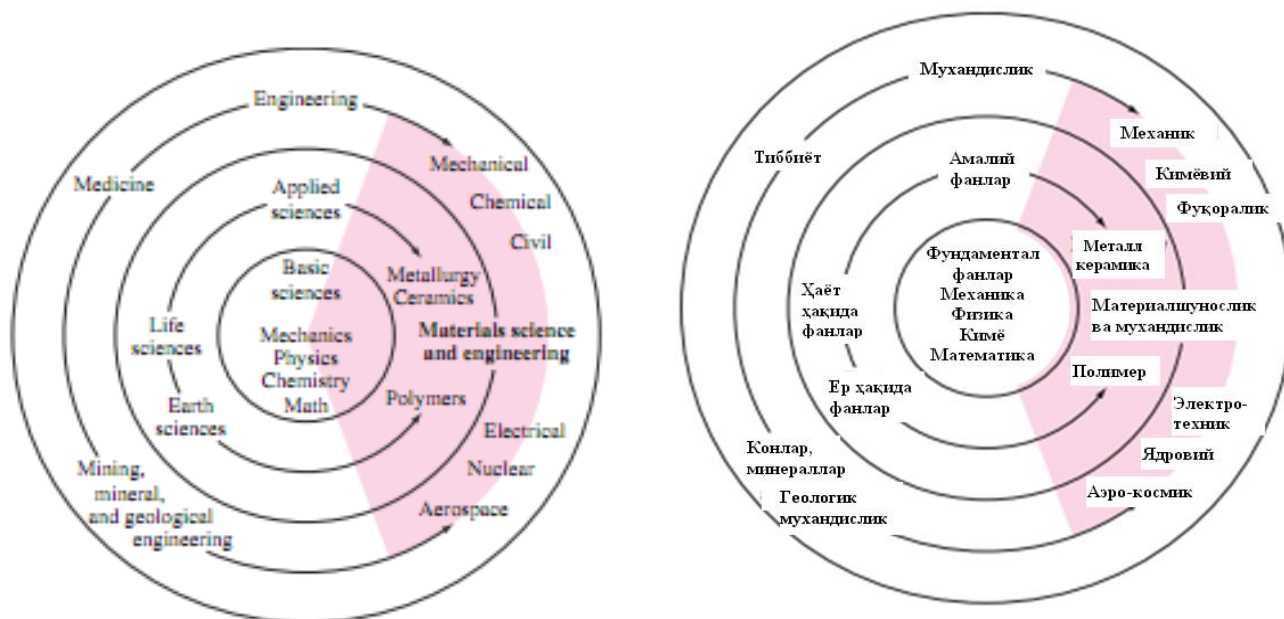 Engineering
Medicine
Applied
sciences
Mechanical
Chemical
Civil
Basic
sciences
Metallurgy
Ceramics
Life
sciences
Mechanics
Physics
Chemistry
Math
Materials science
and engineering
Earth
sciences
Polymers
Electrical
Nuclear
Aerospace
Mining,
mineral,
and geological
engineering
Мухандислик
Тиббиёт
Амалий
фанлар
Механик
Кимёвий
Фуқоралик
Фундаментал
фанлар
Механика
Физика
Кимё
Математика
Металл
керамика
Ҳаёт
ҳақида
фанлар
Материалшунослик
ва мухандислик
Ер ҳақида
фанлар
Полимер
Электро-
техник
Ядровий
Аэро-космик
Конлар,
минераллар
Геологик
мухандислик